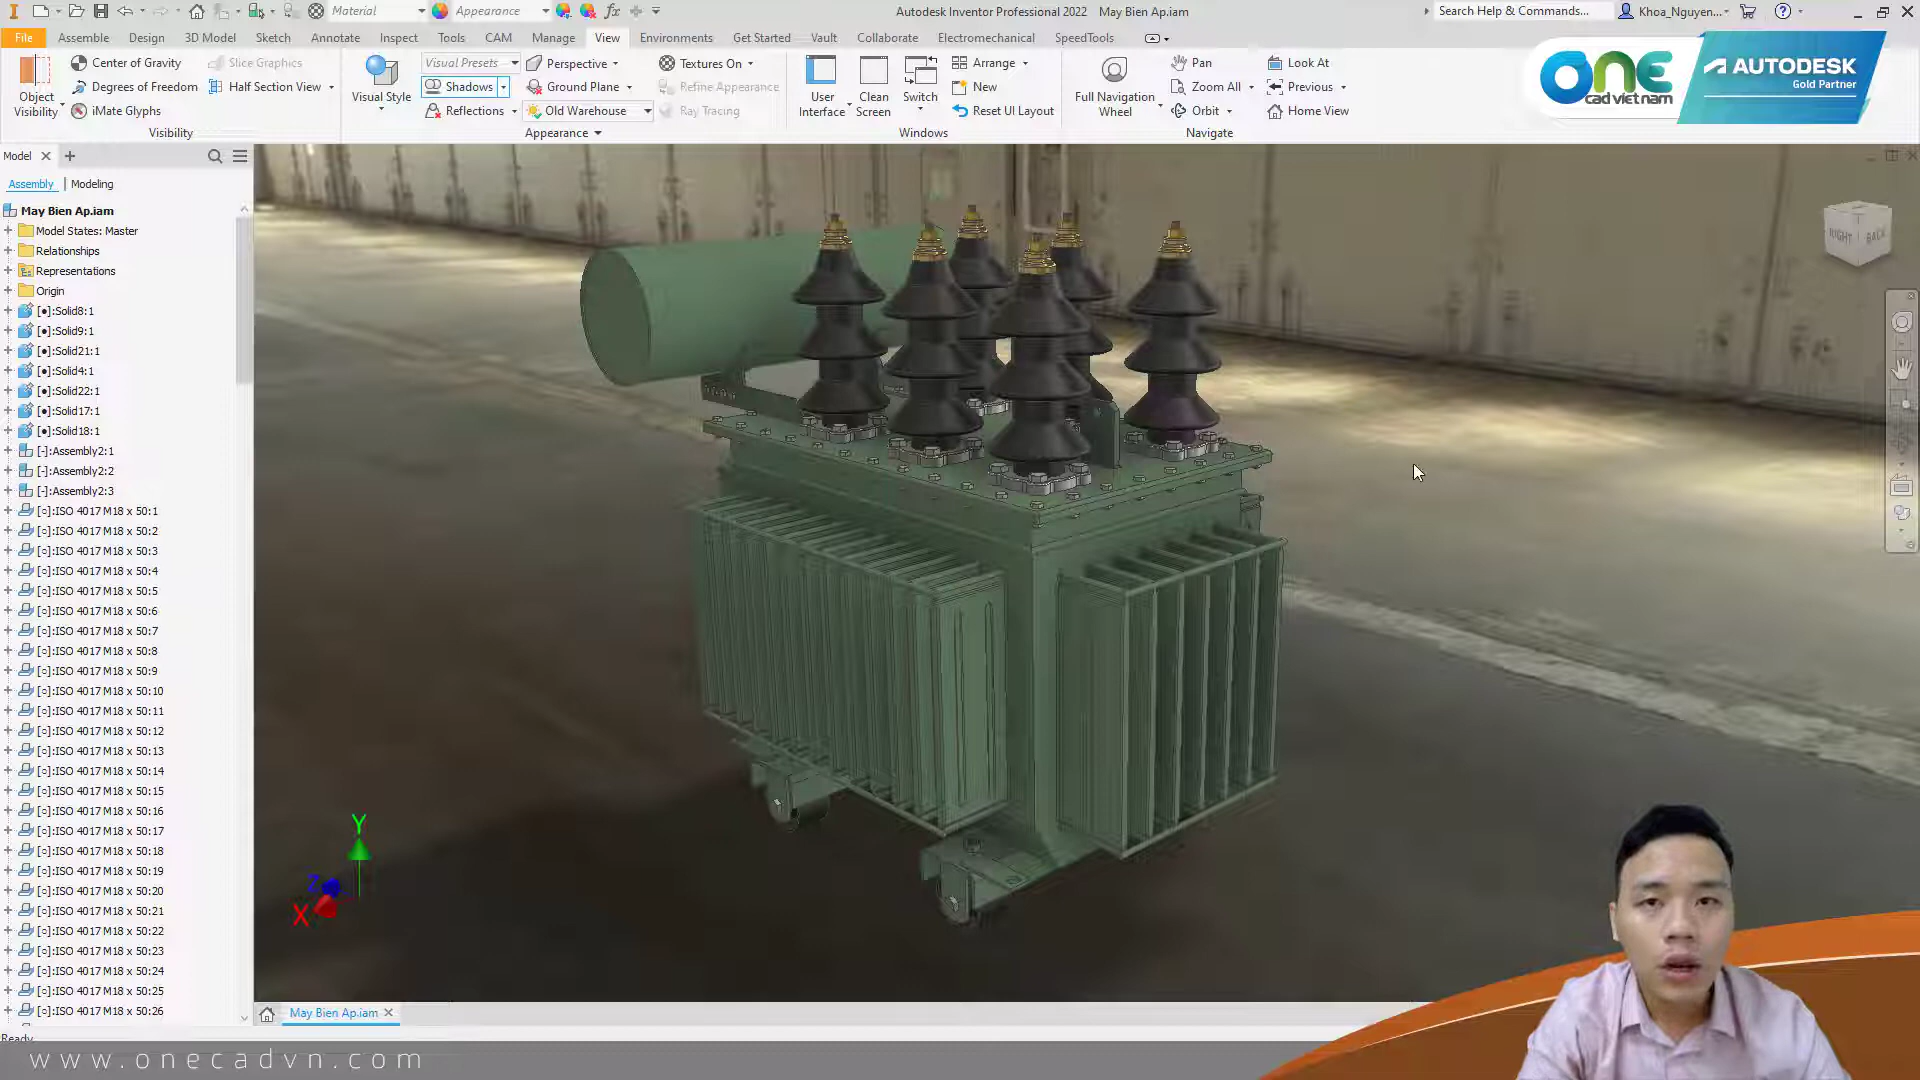 Material
Appearance
fx
Autodesk Inventor Professional 2022 May Bien Ap.iam
Search Help & Commands...
Khoa_Nguyen...
File Assemble Design 3D Model Sketch Annotate Inspect Tools CAM Manage View Environments Get Started Vault Collaborate Electromechanical SpeedTools
Object Visibility
Center of Gravity
Degrees of Freedom
iMate Glyphs
Slice Graphics
Half Section View
Visibility
Visual Style
Visual Presets
Shadows
Reflections
Perspective
Ground Plane
Old Warehouse
Textures On
Refine Appearance
Ray Tracing
Appearance
User Interface
Clean Screen
Switch
Arrange
New
Reset UI Layout
Windows
Full Navigation Wheel
Pan
Zoom All
Orbit
Look At
Previous
Home View
Navigate
ONE
cad viet nam
AUTODESK
Gold Partner
Model
Assembly | Modeling
May Bien Ap.iam
Model States: Master
Relationships
Representations
Origin
[●]:Solid8:1
[●]:Solid9:1
[●]:Solid21:1
[●]:Solid4:1
[●]:Solid22:1
[●]:Solid17:1
[●]:Solid18:1
[-]:Assembly2:1
[-]:Assembly2:2
[-]:Assembly2:3
[○]:ISO 4017 M18 x 50:1
[○]:ISO 4017 M18 x 50:2
[○]:ISO 4017 M18 x 50:3
[○]:ISO 4017 M18 x 50:4
[○]:ISO 4017 M18 x 50:5
[○]:ISO 4017 M18 x 50:6
[○]:ISO 4017 M18 x 50:7
[○]:ISO 4017 M18 x 50:8
[○]:ISO 4017 M18 x 50:9
[○]:ISO 4017 M18 x 50:10
[○]:ISO 4017 M18 x 50:11
[○]:ISO 4017 M18 x 50:12
[○]:ISO 4017 M18 x 50:13
[○]:ISO 4017 M18 x 50:14
[○]:ISO 4017 M18 x 50:15
[○]:ISO 4017 M18 x 50:16
[○]:ISO 4017 M18 x 50:17
[○]:ISO 4017 M18 x 50:18
[○]:ISO 4017 M18 x 50:19
[○]:ISO 4017 M18 x 50:20
[○]:ISO 4017 M18 x 50:21
[○]:ISO 4017 M18 x 50:22
[○]:ISO 4017 M18 x 50:23
[○]:ISO 4017 M18 x 50:24
[○]:ISO 4017 M18 x 50:25
[○]:ISO 4017 M18 x 50:26
RIGHT BACK
Y
Z
X
May Bien Ap.iam
Ready
www.onecadvn.com